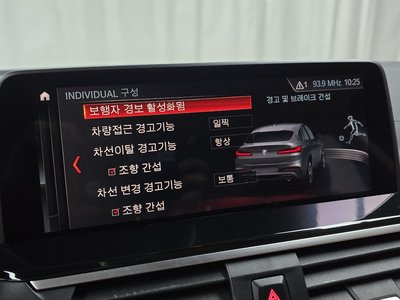 ⚠1 93.9 MHz 10:25
INDIVIDUAL 구성
경고 및 브레이크 간섭
보행자 경보 활성화됨
차량접근 경고기능 일찍
차선이탈 경고기능 항상
조향 간섭
차선 변경 경고기능 보통
조향 간섭